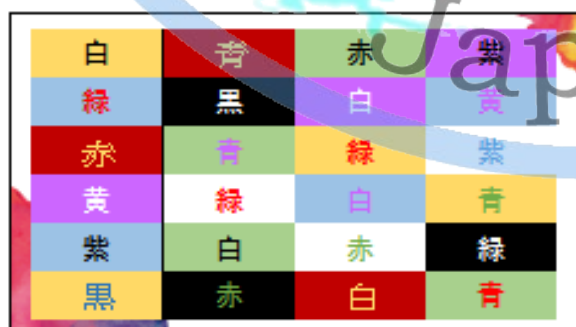 白 青 赤 紫
緑 黒 白 黄
赤 青 緑 紫
黄 緑 白 青
紫 白 赤 緑
黒 赤 白 青
Jap